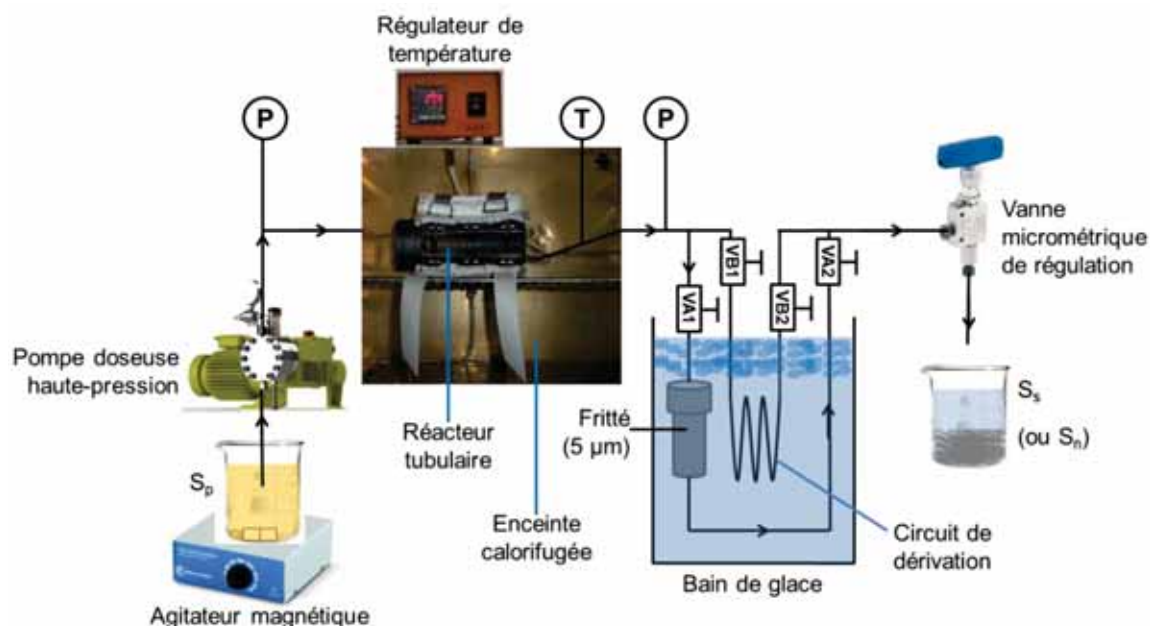 Régulateur de
température
P
T
P
Vanne
micrométrique
de régulation
VB1
VA2
VA1
VB2
Pompe doseuse
haute-pression
Réacteur
tubulaire
Fritté
(5 µm)
Ss
(ou Sn)
Sp
Enceinte
calorifugée
Circuit de
dérivation
Bain de glace
Agitateur magnétique